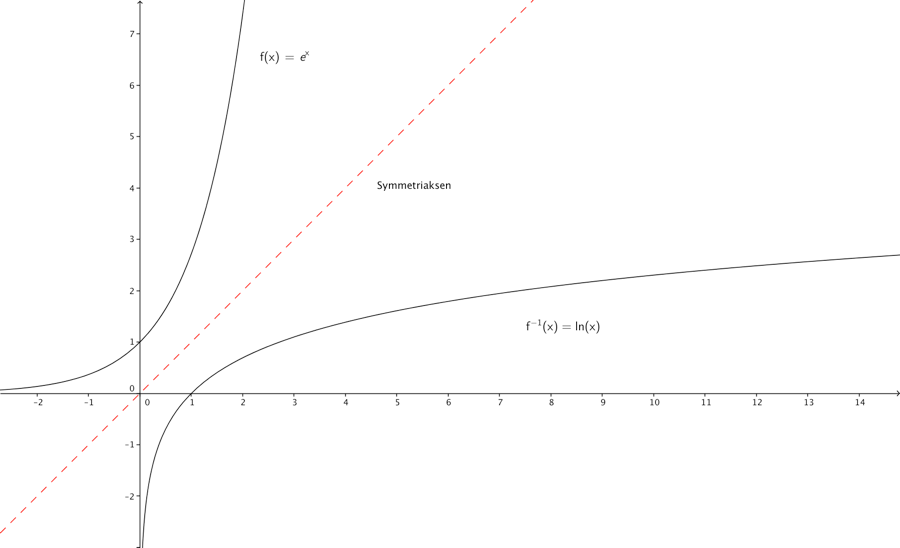 7
f(x) = eˣ
6
5
Symmetriaksen
4
3
2
f⁻¹(x) = ln(x)
1
0
-2 -1 0 1 2 3 4 5 6 7 8 9 10 11 12 13 14
-1
-2